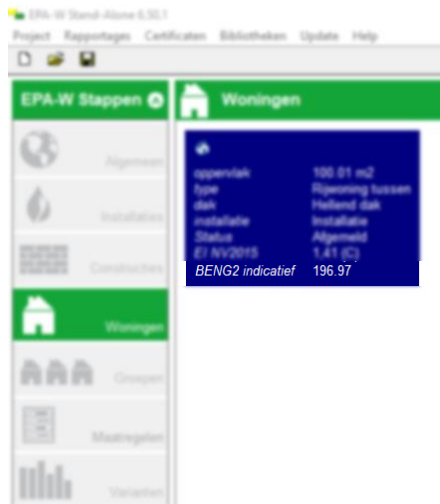 EPA-W Stand-Alone 6.50.1
Project Rapportages Certificaten Bibliotheken Update Help
EPA-W Stappen
Woningen
Algemeen
Installaties
Constructies
Woningen
Groepen
Maatregelen
Varianten
oppervlak 100.01 m2
type Rijwoning tussen
dak Hellend dak
installatie Installatie
Status Afgemeld
EI NV2015 1,41 (C)
BENG2 indicatief 196.97